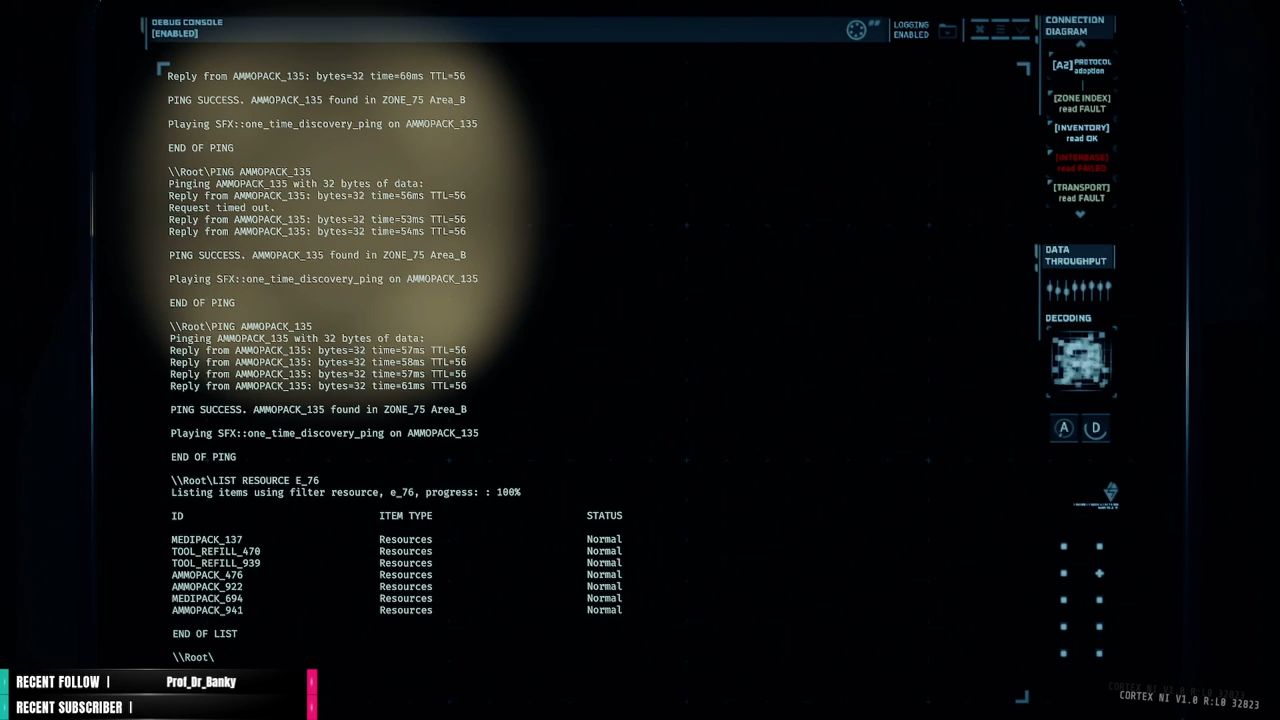 DEBUG CONSOLE
[ENABLED]
LOGGING
ENABLED
Reply from AMMOPACK_135: bytes=32 time=60ms TTL=56
PING SUCCESS. AMMOPACK_135 found in ZONE_75 Area_B
Playing SFX::one_time_discovery_ping on AMMOPACK_135
END OF PING
\\Root\PING AMMOPACK_135
Pinging AMMOPACK_135 with 32 bytes of data:
Reply from AMMOPACK_135: bytes=32 time=56ms TTL=56
Request timed out.
Reply from AMMOPACK_135: bytes=32 time=53ms TTL=56
Reply from AMMOPACK_135: bytes=32 time=54ms TTL=56
PING SUCCESS. AMMOPACK_135 found in ZONE_75 Area_B
Playing SFX::one_time_discovery_ping on AMMOPACK_135
END OF PING
\\Root\PING AMMOPACK_135
Pinging AMMOPACK_135 with 32 bytes of data:
Reply from AMMOPACK_135: bytes=32 time=57ms TTL=56
Reply from AMMOPACK_135: bytes=32 time=58ms TTL=56
Reply from AMMOPACK_135: bytes=32 time=57ms TTL=56
Reply from AMMOPACK_135: bytes=32 time=61ms TTL=56
PING SUCCESS. AMMOPACK_135 found in ZONE_75 Area_B
Playing SFX::one_time_discovery_ping on AMMOPACK_135
END OF PING
\\Root\LIST RESOURCE E_76
Listing items using filter resource, e_76, progress: : 100%
ID ITEM TYPE STATUS
MEDIPACK_137 Resources Normal
TOOL_REFILL_470 Resources Normal
TOOL_REFILL_939 Resources Normal
AMMOPACK_476 Resources Normal
AMMOPACK_922 Resources Normal
MEDIPACK_694 Resources Normal
AMMOPACK_941 Resources Normal
END OF LIST
\\Root\
CONNECTION
DIAGRAM
[A2] PROTOCOL
adoption
[ZONE INDEX]
read FAULT
[INVENTORY]
read OK
[INTERBASE]
read FAILED
[TRANSPORT]
read FAULT
DATA
THROUGHPUT
DECODING
A D
CORTEX NI V1.0 R:L0 32823
RECENT FOLLOW | Prof_Dr_Banky
RECENT SUBSCRIBER |